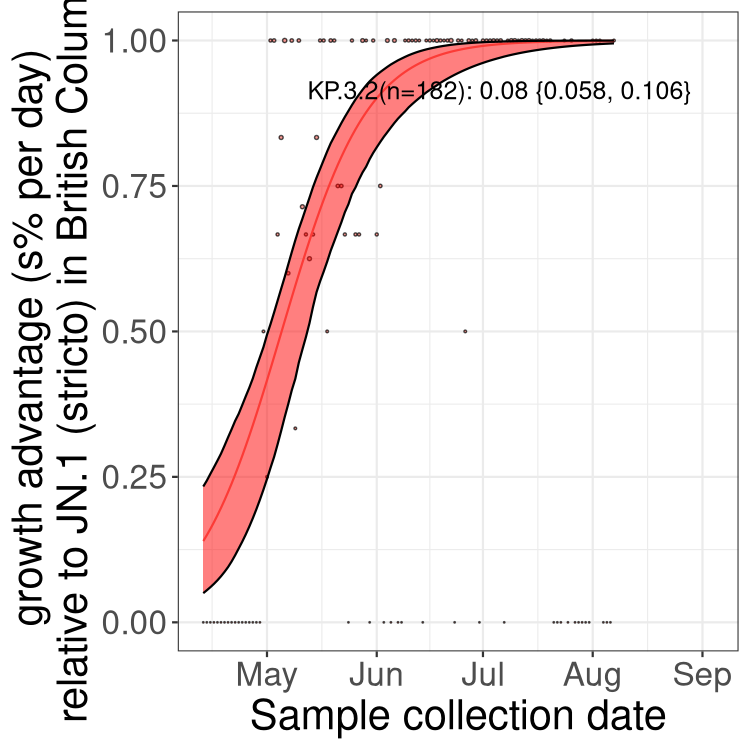 growth advantage (s% per day)
relative to JN.1 (stricto) in British Colum
1.00
0.75
0.50
0.25
0.00
KP.3.2(n=182): 0.08 {0.058, 0.106}
May Jun Jul Aug Sep
Sample collection date